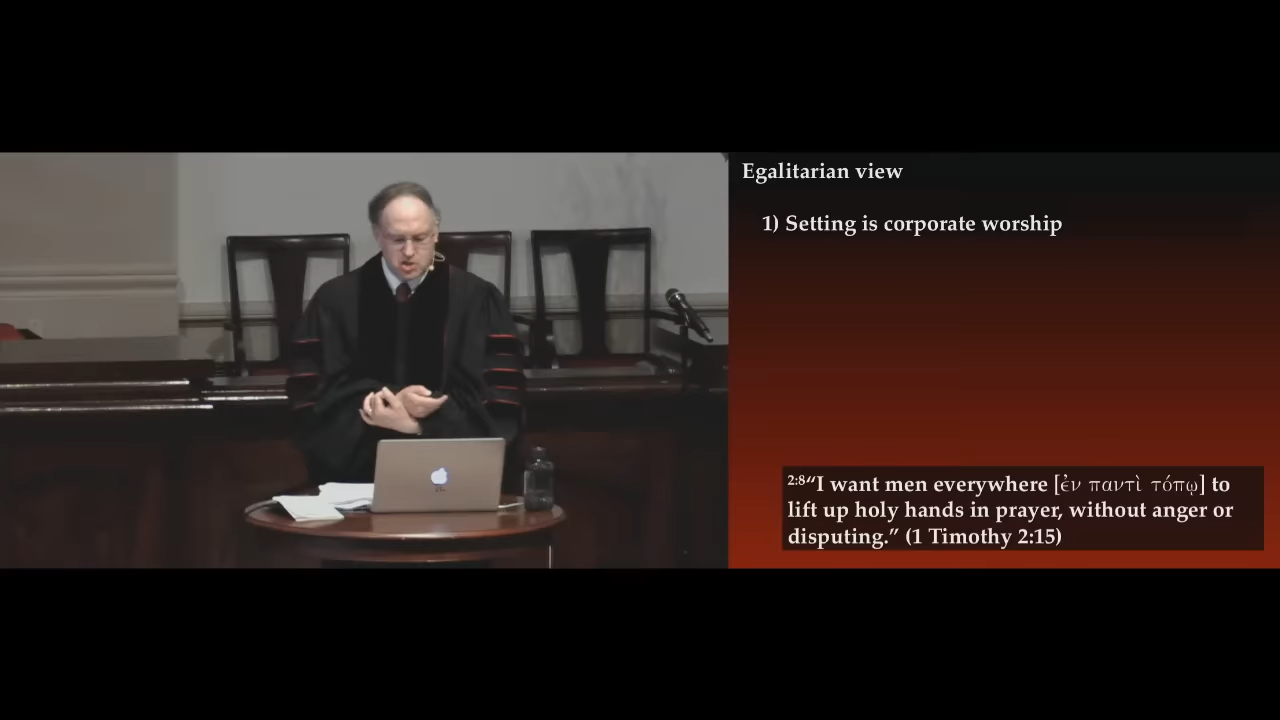 Egalitarian view
1) Setting is corporate worship
2:8“I want men everywhere [ἐν παντὶ τόπῳ] to
lift up holy hands in prayer, without anger or
disputing.” (1 Timothy 2:15)